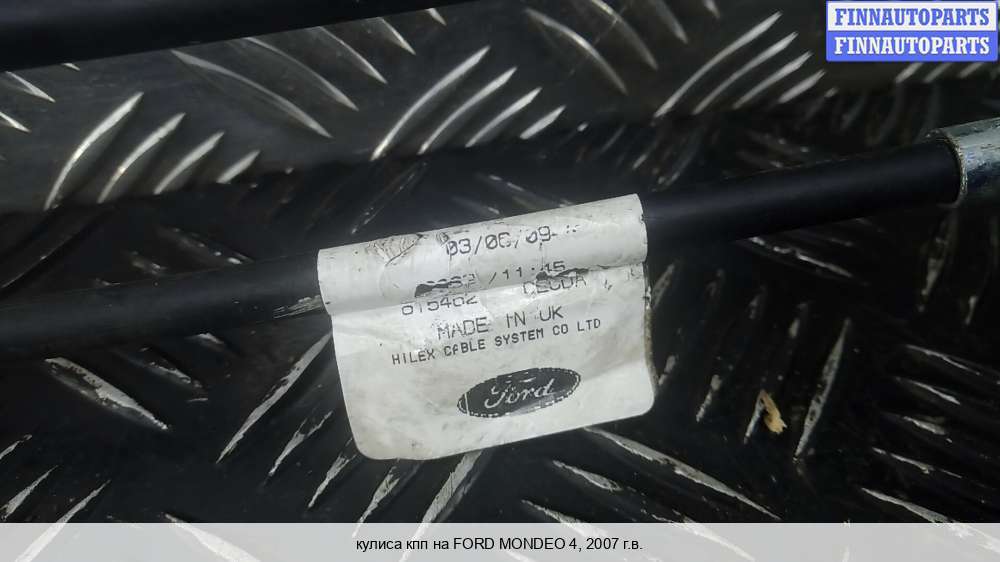 FINNAUTOPARTS
FINNAUTOPARTS
03/06/09
/11:45
615462
MADE IN UK
HILEX CABLE SYSTEM CO LTD
Ford
кулиса кпп на FORD MONDEO 4, 2007 г.в.